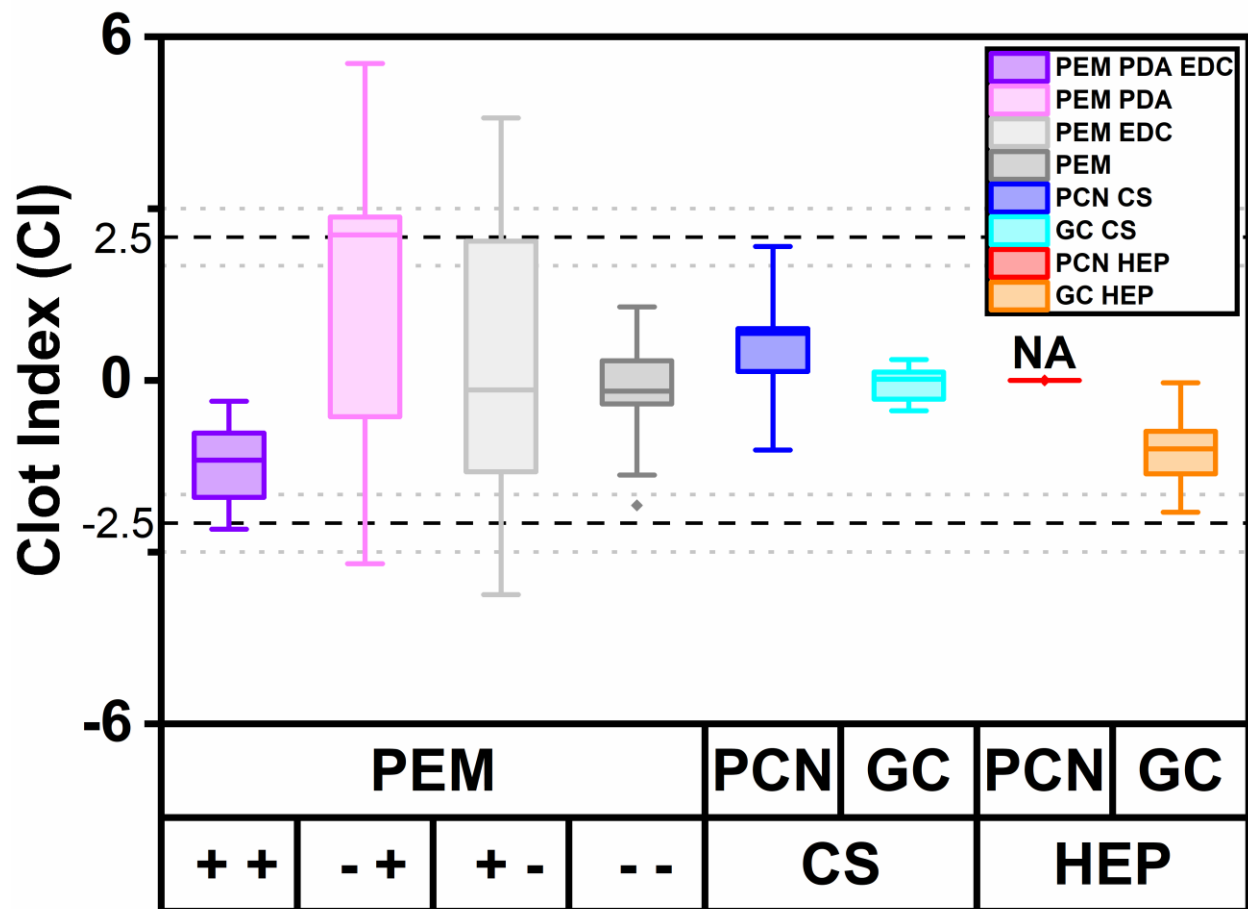 6
2.5
0
-2.5
-6
Clot Index (CI)
PEM PDA EDC
PEM PDA
PEM EDC
PEM
PCN CS
GC CS
PCN HEP
GC HEP
NA
PEM PCN GC PCN GC
+ + - + + - - - CS HEP